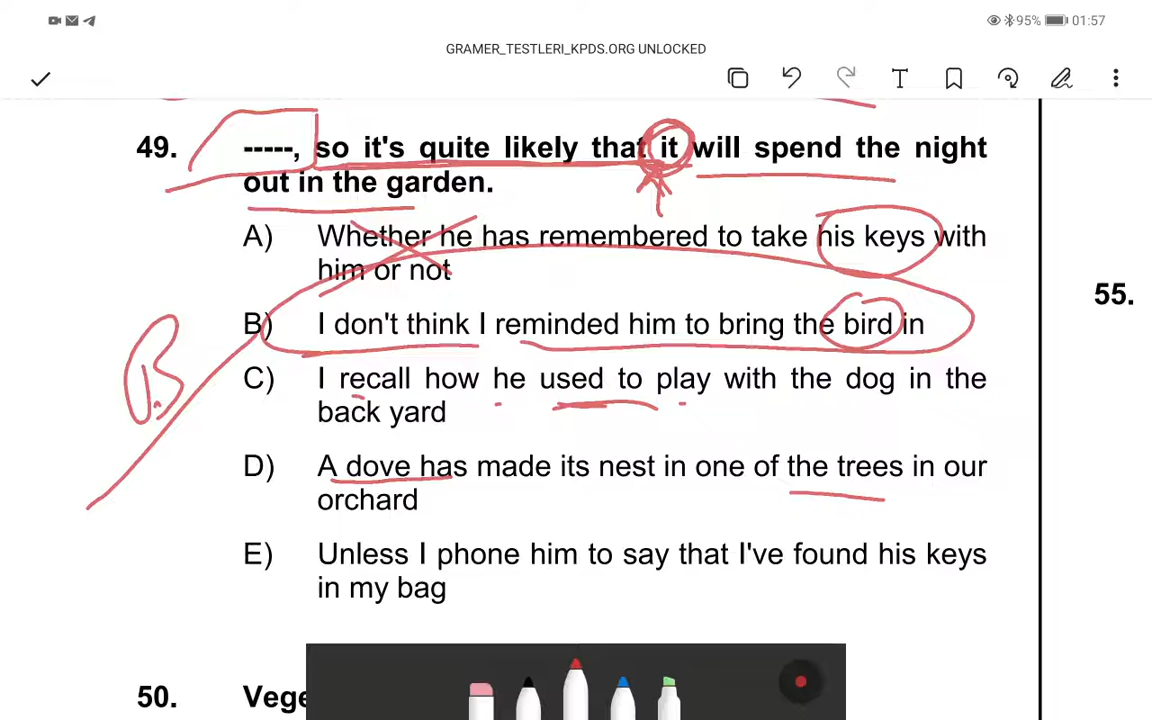 95% 01:57
GRAMER_TESTLERI_KPDS.ORG UNLOCKED
49. -----, so it's quite likely that it will spend the night
out in the garden.
A) Whether he has remembered to take his keys with
him or not
B) I don't think I reminded him to bring the bird in
C) I recall how he used to play with the dog in the
back yard
D) A dove has made its nest in one of the trees in our
orchard
E) Unless I phone him to say that I've found his keys
in my bag
B
55.
50. Vege